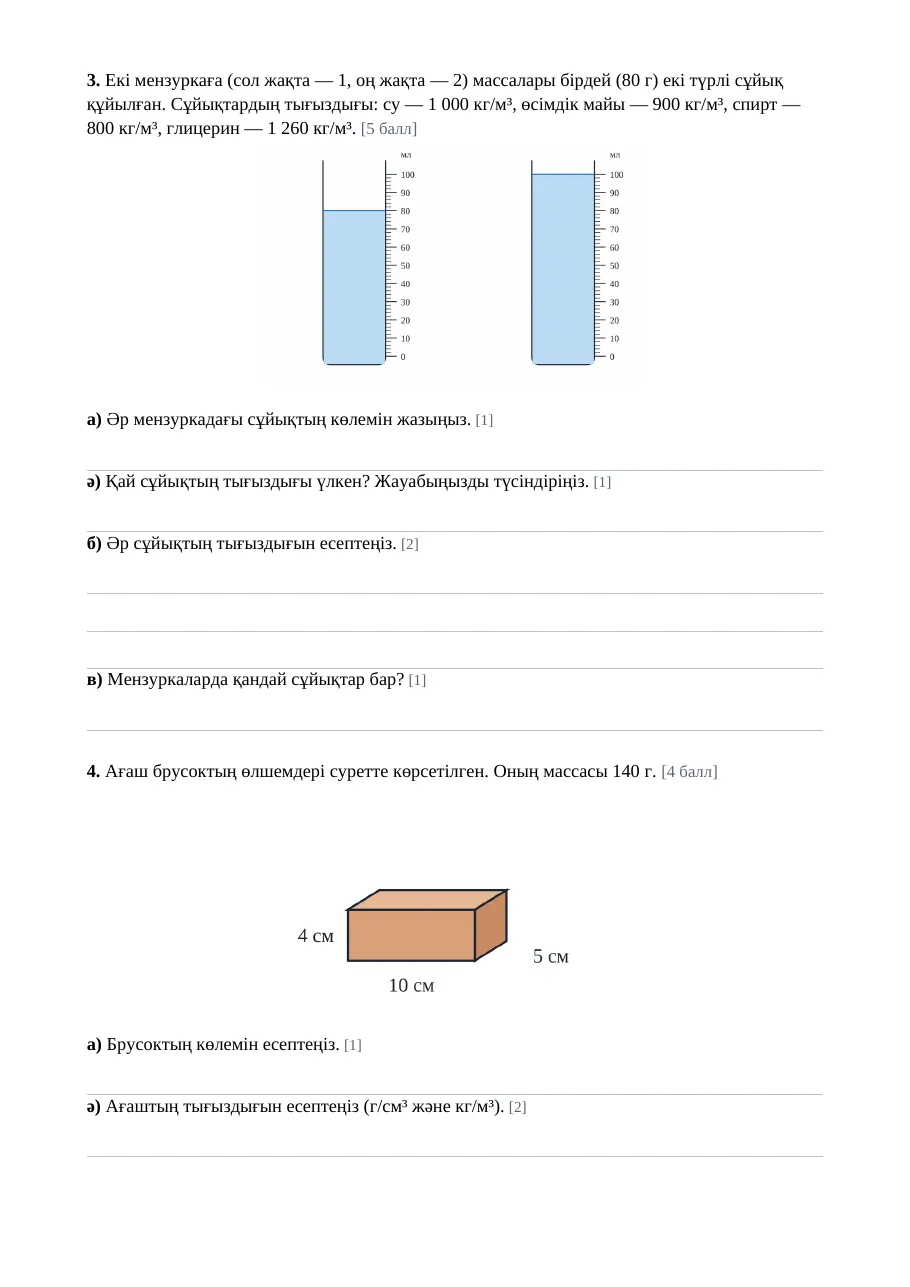 3. Екі мензуркаға (сол жақта — 1, оң жақта — 2) массалары бірдей (80 г) екі түрлі сұйық
құйылған. Сұйықтардың тығыздығы: су — 1 000 кг/м³, өсімдік майы — 900 кг/м³, спирт —
800 кг/м³, глицерин — 1 260 кг/м³. [5 балл]
мл
100
90
80
70
60
50
40
30
20
10
0
мл
100
90
80
70
60
50
40
30
20
10
0
а) Әр мензуркадағы сұйықтың көлемін жазыңыз. [1]
ә) Қай сұйықтың тығыздығы үлкен? Жауабыңызды түсіндіріңіз. [1]
б) Әр сұйықтың тығыздығын есептеңіз. [2]
в) Мензуркаларда қандай сұйықтар бар? [1]
4. Ағаш брусоктың өлшемдері суретте көрсетілген. Оның массасы 140 г. [4 балл]
4 см
5 см
10 см
а) Брусоктың көлемін есептеңіз. [1]
ә) Ағаштың тығыздығын есептеңіз (г/см³ және кг/м³). [2]